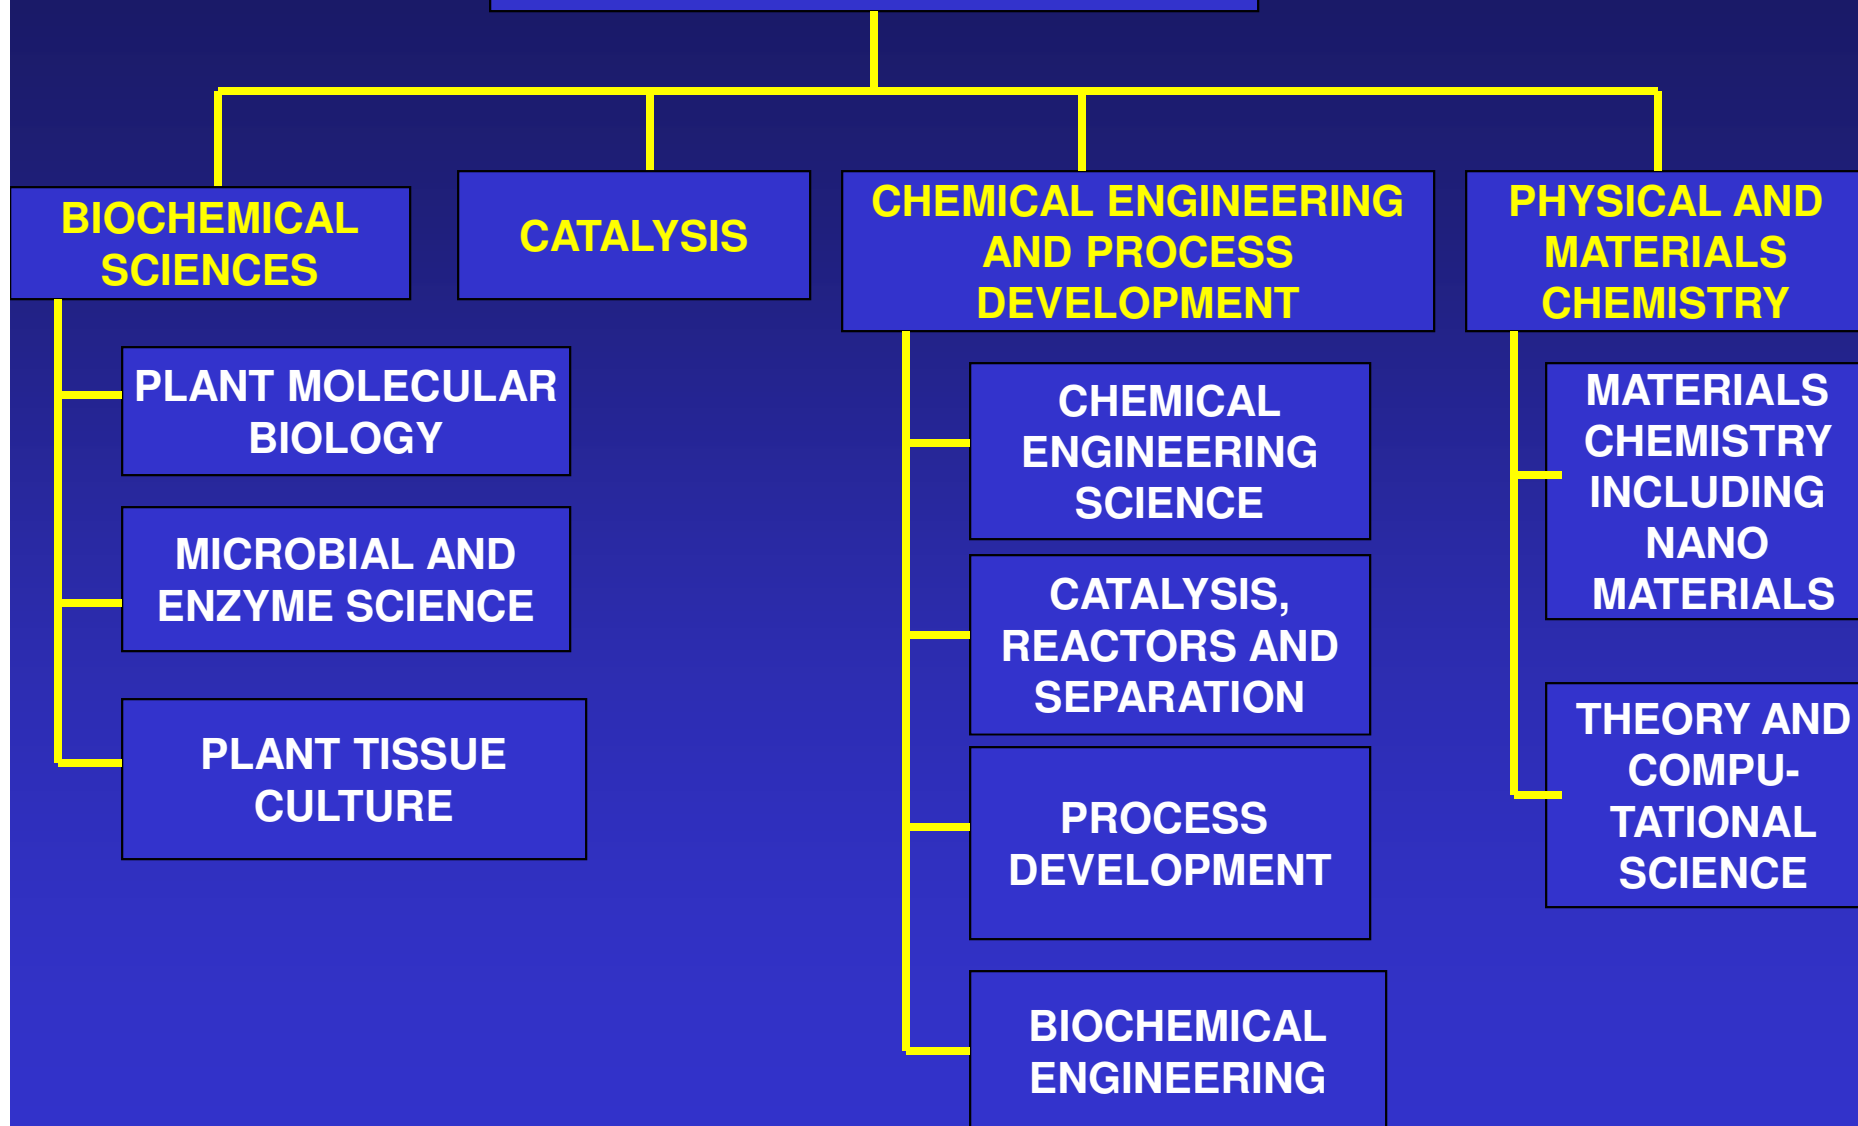 BIOCHEMICAL
SCIENCES
CATALYSIS
CHEMICAL ENGINEERING
AND PROCESS
DEVELOPMENT
PHYSICAL AND
MATERIALS
CHEMISTRY
PLANT MOLECULAR
BIOLOGY
MICROBIAL AND
ENZYME SCIENCE
PLANT TISSUE
CULTURE
CHEMICAL
ENGINEERING
SCIENCE
CATALYSIS,
REACTORS AND
SEPARATION
PROCESS
DEVELOPMENT
BIOCHEMICAL
ENGINEERING
MATERIALS
CHEMISTRY
INCLUDING
NANO
MATERIALS
THEORY AND
COMPU-
TATIONAL
SCIENCE